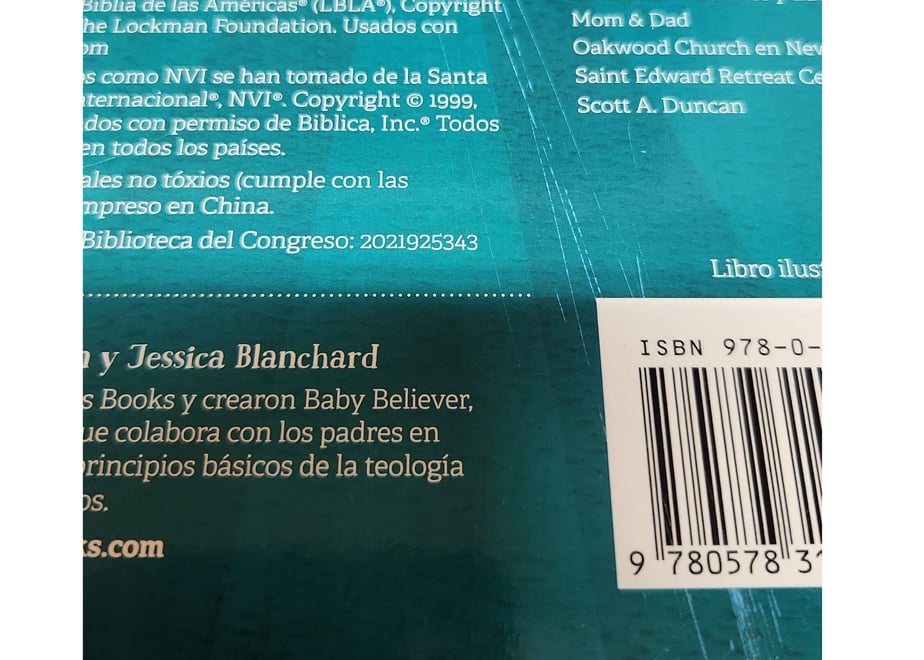 Biblia de las Américas® (LBLA®), Copyright
he Lockman Foundation. Usados con
om
os como NVI se han tomado de la Santa
nternacional®, NVI®. Copyright © 1999,
dos con permiso de Biblica, Inc.® Todos
en todos los países.
ales no tóxios (cumple con las
mpreso en China.
Biblioteca del Congreso: 2021925343
n y Jessica Blanchard
s Books y crearon Baby Believer,
ue colabora con los padres en
principios básicos de la teología
os.
ks.com
Mom & Dad
Oakwood Church en New
Saint Edward Retreat Ce
Scott A. Duncan
Libro ilust
ISBN 978-0-
9 780578 31